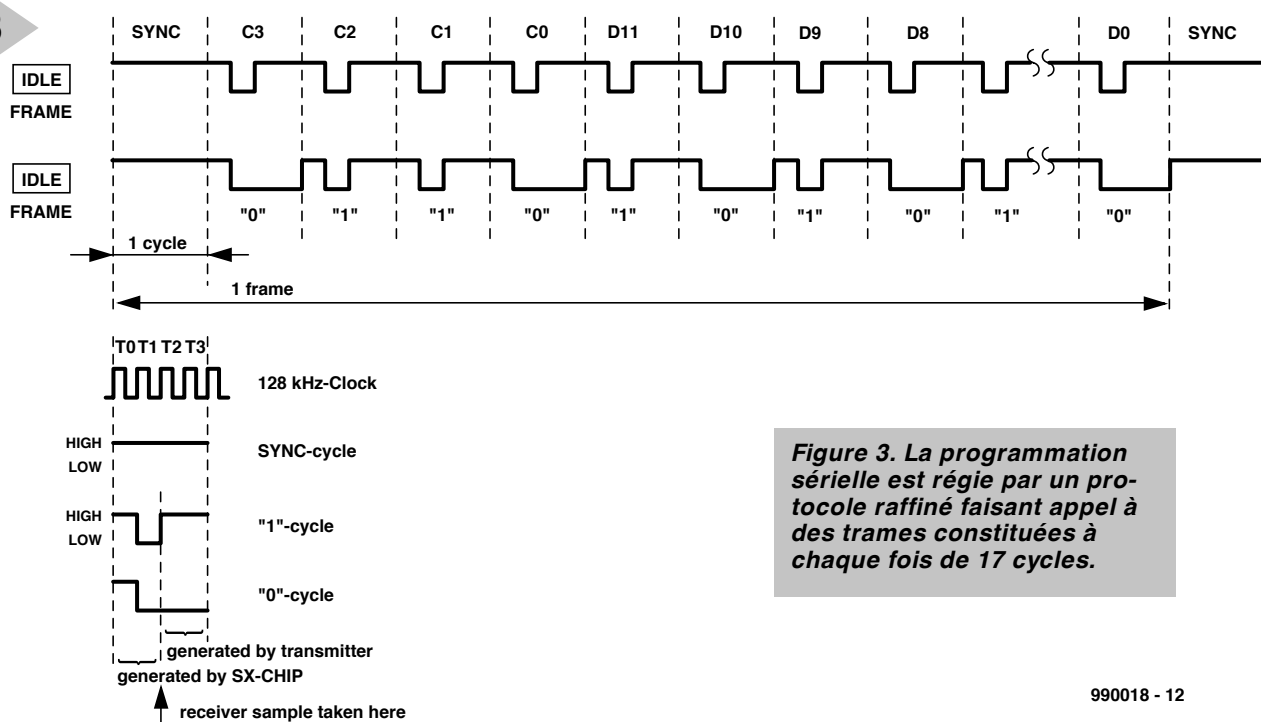 SYNC C3 C2 C1 C0 D11 D10 D9 D8 D0 SYNC
IDLE
FRAME
IDLE
FRAME
"0" "1" "1" "0" "1" "0" "1" "0" "1" "0"
1 cycle
1 frame
T0 T1 T2 T3
128 kHz-Clock
HIGH
LOW
SYNC-cycle
HIGH
LOW
"1"-cycle
"0"-cycle
generated by transmitter
generated by SX-CHIP
receiver sample taken here
Figure 3. La programmation
sérielle est régie par un pro-
tocole raffiné faisant appel à
des trames constituées à
chaque fois de 17 cycles.
990018 - 12